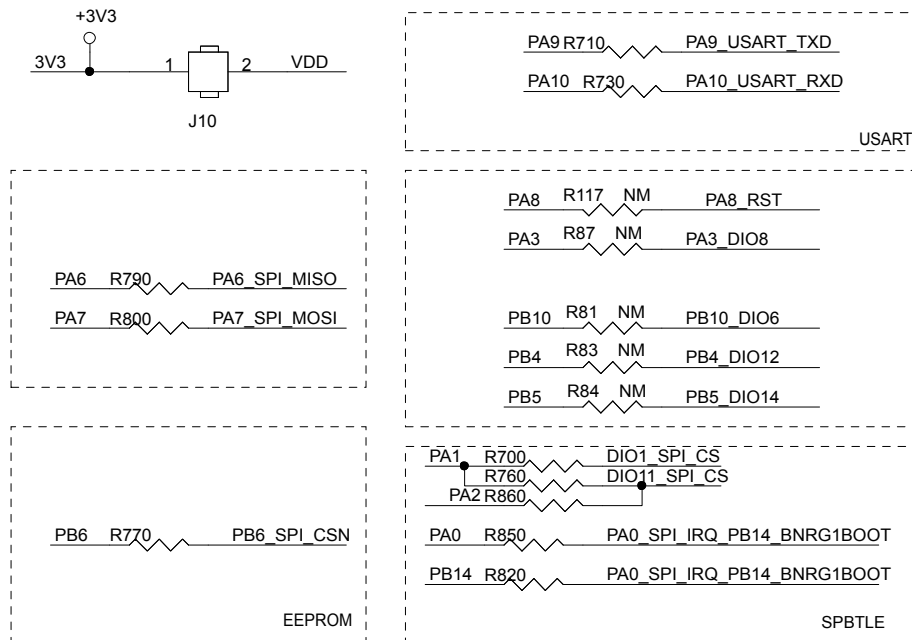 +3V3
3V3 1 2 VDD
J10
PA9 R710 PA9_USART_TXD
PA10 R730 PA10_USART_RXD
USART
PA6 R790 PA6_SPI_MISO
PA7 R800 PA7_SPI_MOSI
PA8 R117 NM PA8_RST
PA3 R87 NM PA3_DIO8
PB10 R81 NM PB10_DIO6
PB4 R83 NM PB4_DIO12
PB5 R84 NM PB5_DIO14
PB6 R770 PB6_SPI_CSN
EEPROM
PA1 R700 DIO1_SPI_CS
R760 DIO11_SPI_CS
PA2 R860
PA0 R850 PA0_SPI_IRQ_PB14_BNRG1BOOT
PB14 R820 PA0_SPI_IRQ_PB14_BNRG1BOOT
SPBTLE